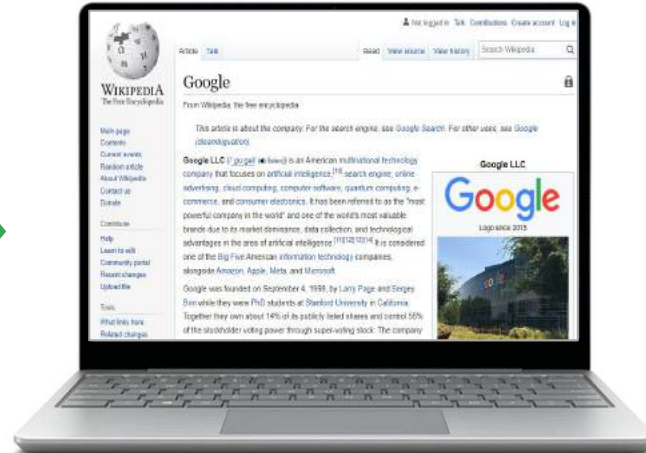 Not logged in Talk Contributions Create account Log in
Article Talk
Read View source View history Search Wikipedia
WIKIPEDIA
The Free Encyclopedia
Google
From Wikipedia, the free encyclopedia
Main page
Contents
Current events
Random article
About Wikipedia
Contact us
Donate
Contribute
Help
Learn to edit
Community portal
Recent changes
Upload file
Tools
What links here
Related changes
This article is about the company. For the search engine, see Google Search. For other uses, see Google
(disambiguation).
Google LLC ( listen)) is an American multinational technology
company that focuses on artificial intelligence, search engine, online
advertising, cloud computing, computer software, quantum computing, e-
commerce, and consumer electronics. It has been referred to as the "most
powerful company in the world" and one of the world's most valuable
brands due to its market dominance, data collection, and technological
advantages in the area of artificial intelligence.[11][12][13][14] It is considered
one of the Big Five American information technology companies,
alongside Amazon, Apple, Meta, and Microsoft.
Google was founded on September 4, 1998, by Larry Page and Sergey
Brin while they were PhD students at Stanford University in California.
Together they own about 14% of its publicly listed shares and control 56%
of the stockholder voting power through super-voting stock. The company
Google LLC
Google
Logo since 2015
Google